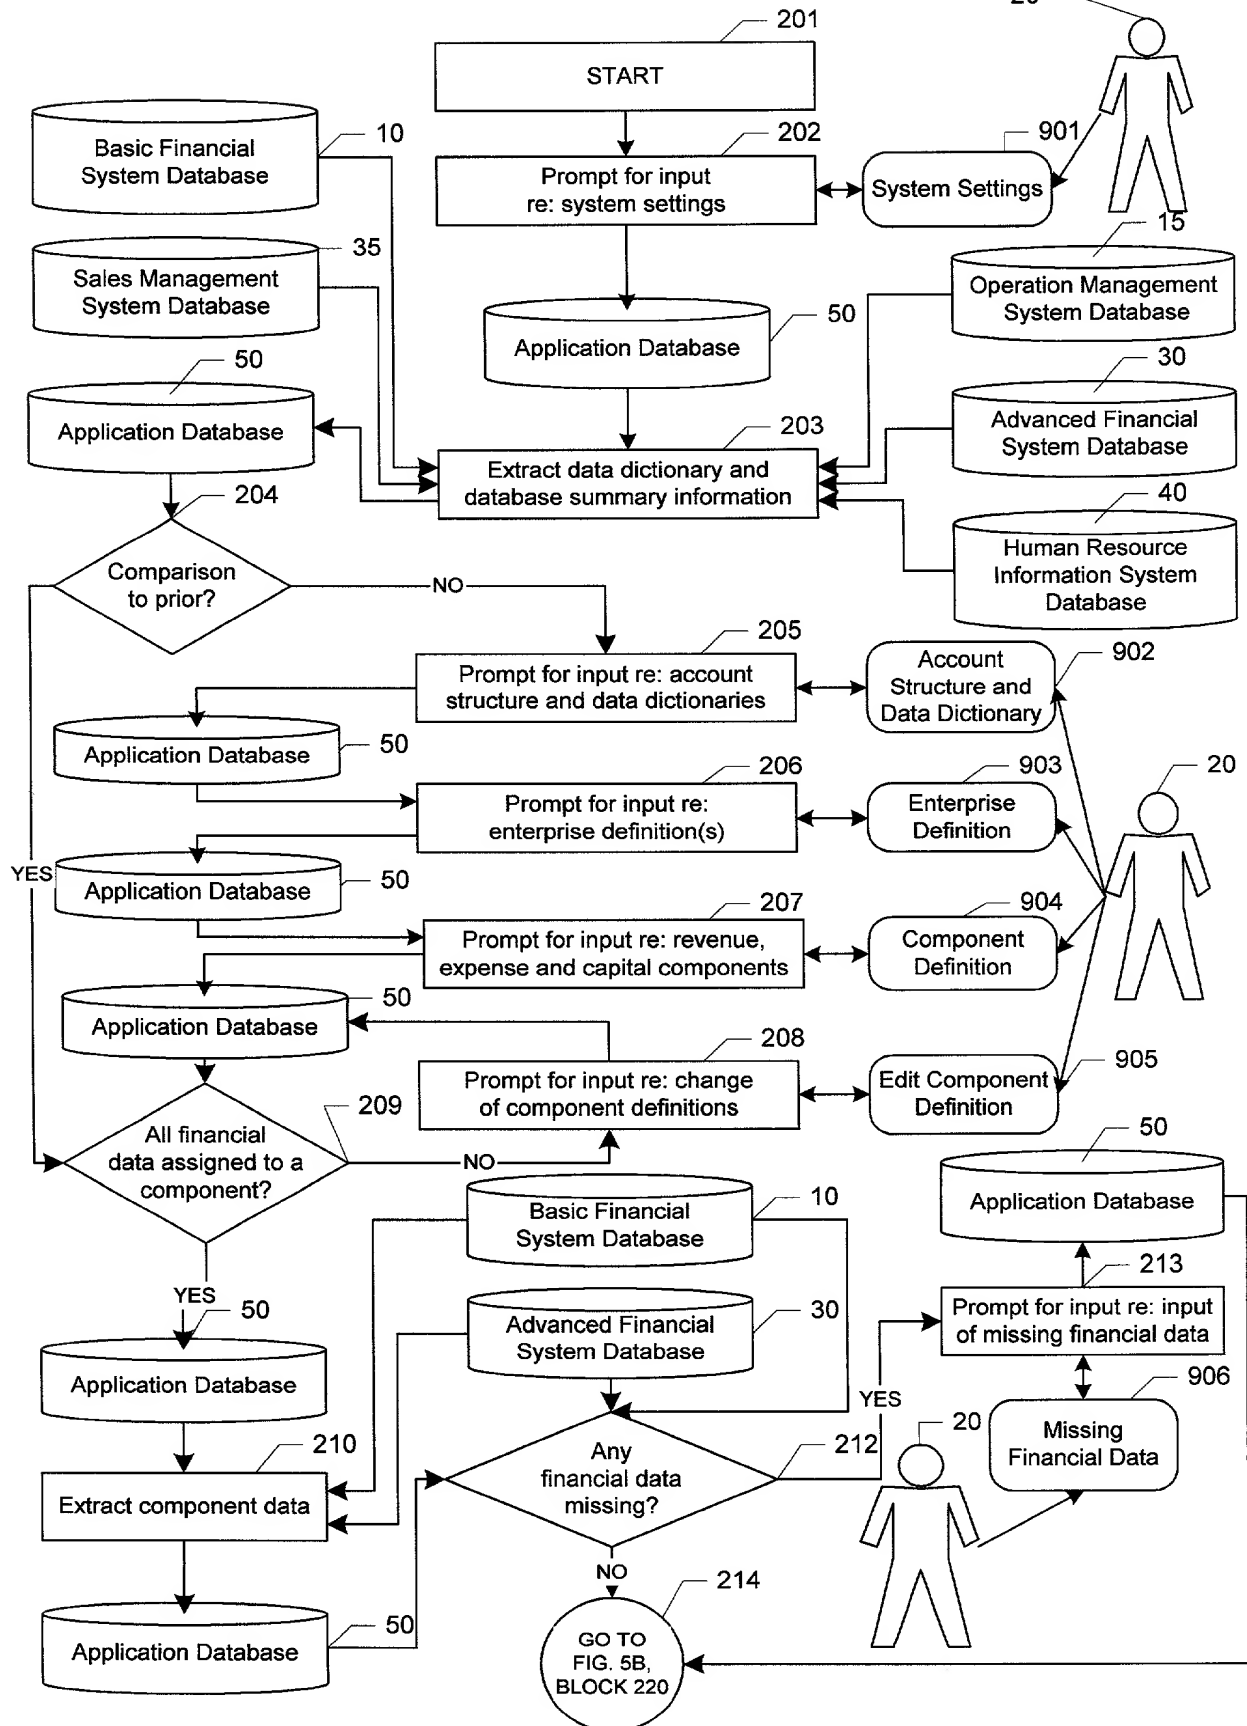 20
201
START
10
202
901
Basic Financial
System Database
Prompt for input
re: system settings
System Settings
35
15
Sales Management
System Database
Operation Management
System Database
50
Application Database
50
30
Application Database
203
Advanced Financial
System Database
Extract data dictionary and
database summary information
204
40
Human Resource
Information System
Database
Comparison
to prior?
NO
205
902
Prompt for input re: account
structure and data dictionaries
Account
Structure and
Data Dictionary
50
Application Database
206
903
20
Prompt for input re:
enterprise definition(s)
Enterprise
Definition
YES
50
Application Database
207
904
Prompt for input re: revenue,
expense and capital components
Component
Definition
50
Application Database
208
905
Prompt for input re: change
of component definitions
Edit Component
Definition
209
All financial
data assigned to a
component?
NO
50
Application Database
10
Basic Financial
System Database
213
YES
50
30
Advanced Financial
System Database
Prompt for input re: input
of missing financial data
Application Database
YES
906
210
212
20
Missing
Financial Data
Extract component data
Any
financial data
missing?
NO
214
50
Application Database
GO TO
FIG. 5B,
BLOCK 220